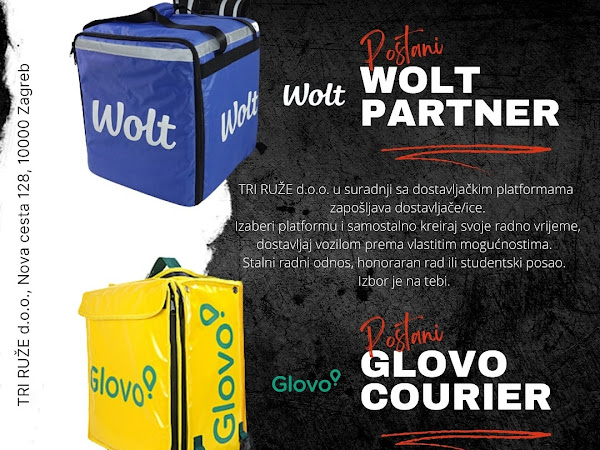 TRI RUŽE d.o.o., Nova cesta 128, 10000 Zagreb
Wolt
Wolt
Postani
Wolt
WOLT
PARTNER
TRI RUŽE d.o.o. u suradnji sa dostavljačkim platformama
zapošljava dostavljače/ice.
Izaberi platformu i samostalno kreiraj svoje radno vrijeme,
dostavljaj vozilom prema vlastitim mogućnostima.
Stalni radni odnos, honoraran rad ili studentski posao.
Izbor je na tebi.
Glovo
Glovo
Postani
Glovo
GLOVO
COURIER